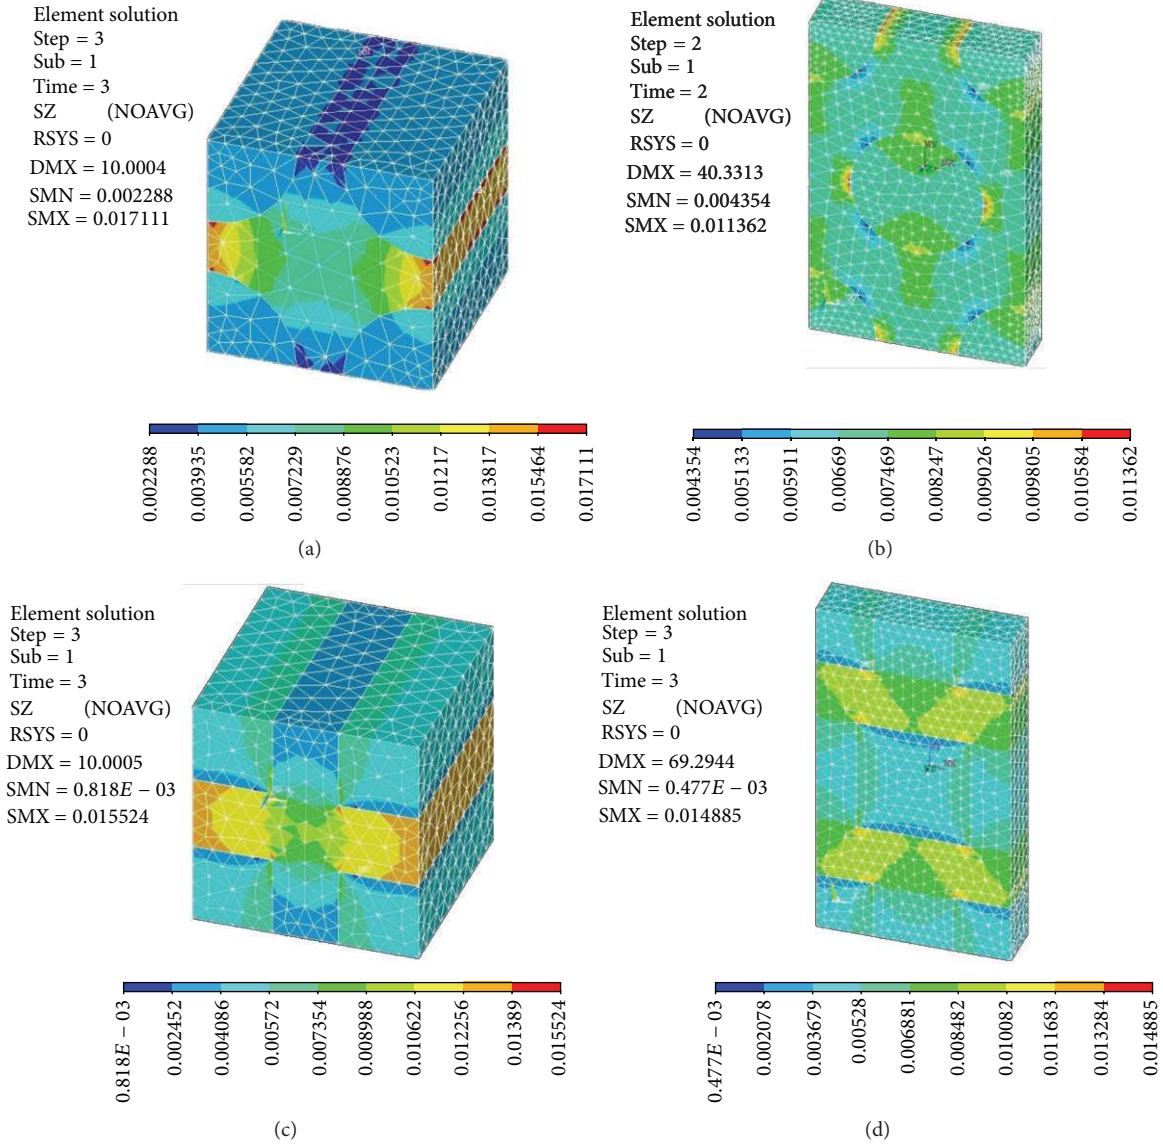 Element solution
Step = 3
Sub = 1
Time = 3
SZ (NOAVG)
RSYS = 0
DMX = 10.0004
SMN = 0.002288
SMX = 0.017111
0.002288
0.003935
0.005582
0.007229
0.008876
0.010523
0.01217
0.013817
0.015464
0.017111
(a)
Element solution
Step = 2
Sub = 1
Time = 2
SZ (NOAVG)
RSYS = 0
DMX = 40.3313
SMN = 0.004354
SMX = 0.011362
0.004354
0.005133
0.005911
0.00669
0.007469
0.008247
0.009026
0.009805
0.010584
0.011362
(b)
Element solution
Step = 3
Sub = 1
Time = 3
SZ (NOAVG)
RSYS = 0
DMX = 10.0005
SMN = 0.818E − 03
SMX = 0.015524
0.818E − 03
0.002452
0.004086
0.00572
0.007354
0.008988
0.010622
0.012256
0.01389
0.015524
(c)
Element solution
Step = 3
Sub = 1
Time = 3
SZ (NOAVG)
RSYS = 0
DMX = 69.2944
SMN = 0.477E − 03
SMX = 0.014885
0.477E − 03
0.002078
0.003679
0.00528
0.006881
0.008482
0.010082
0.011683
0.013284
0.014885
(d)